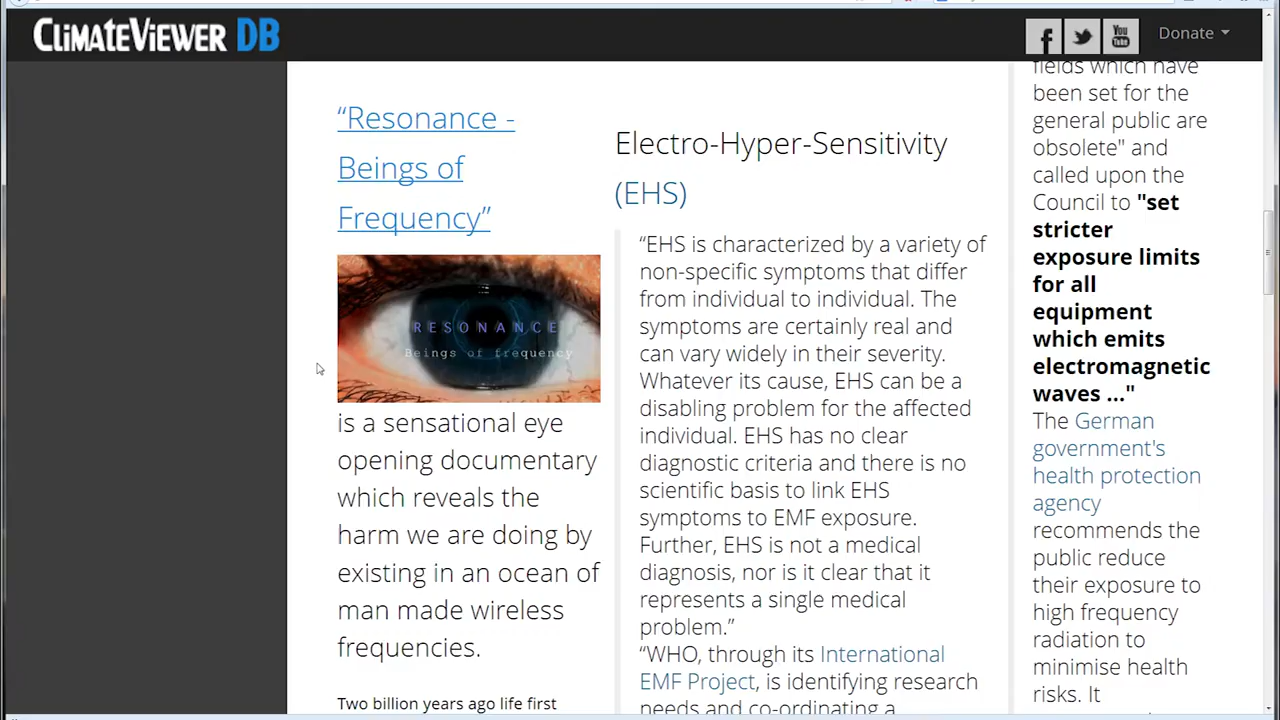 CLIMATEVIEWER DB
Donate
“Resonance -
Beings of
Frequency”
RESONANCE
Beings of frequency
is a sensational eye
opening documentary
which reveals the
harm we are doing by
existing in an ocean of
man made wireless
frequencies.
Two billion years ago life first
Electro-Hyper-Sensitivity
(EHS)
“EHS is characterized by a variety of
non-specific symptoms that differ
from individual to individual. The
symptoms are certainly real and
can vary widely in their severity.
Whatever its cause, EHS can be a
disabling problem for the affected
individual. EHS has no clear
diagnostic criteria and there is no
scientific basis to link EHS
symptoms to EMF exposure.
Further, EHS is not a medical
diagnosis, nor is it clear that it
represents a single medical
problem.”
“WHO, through its International
EMF Project, is identifying research
needs and co-ordinating a
fields which have
been set for the
general public are
obsolete" and
called upon the
Council to "set
stricter
exposure limits
for all
equipment
which emits
electromagnetic
waves ..."
The German
government's
health protection
agency
recommends the
public reduce
their exposure to
high frequency
radiation to
minimise health
risks. It